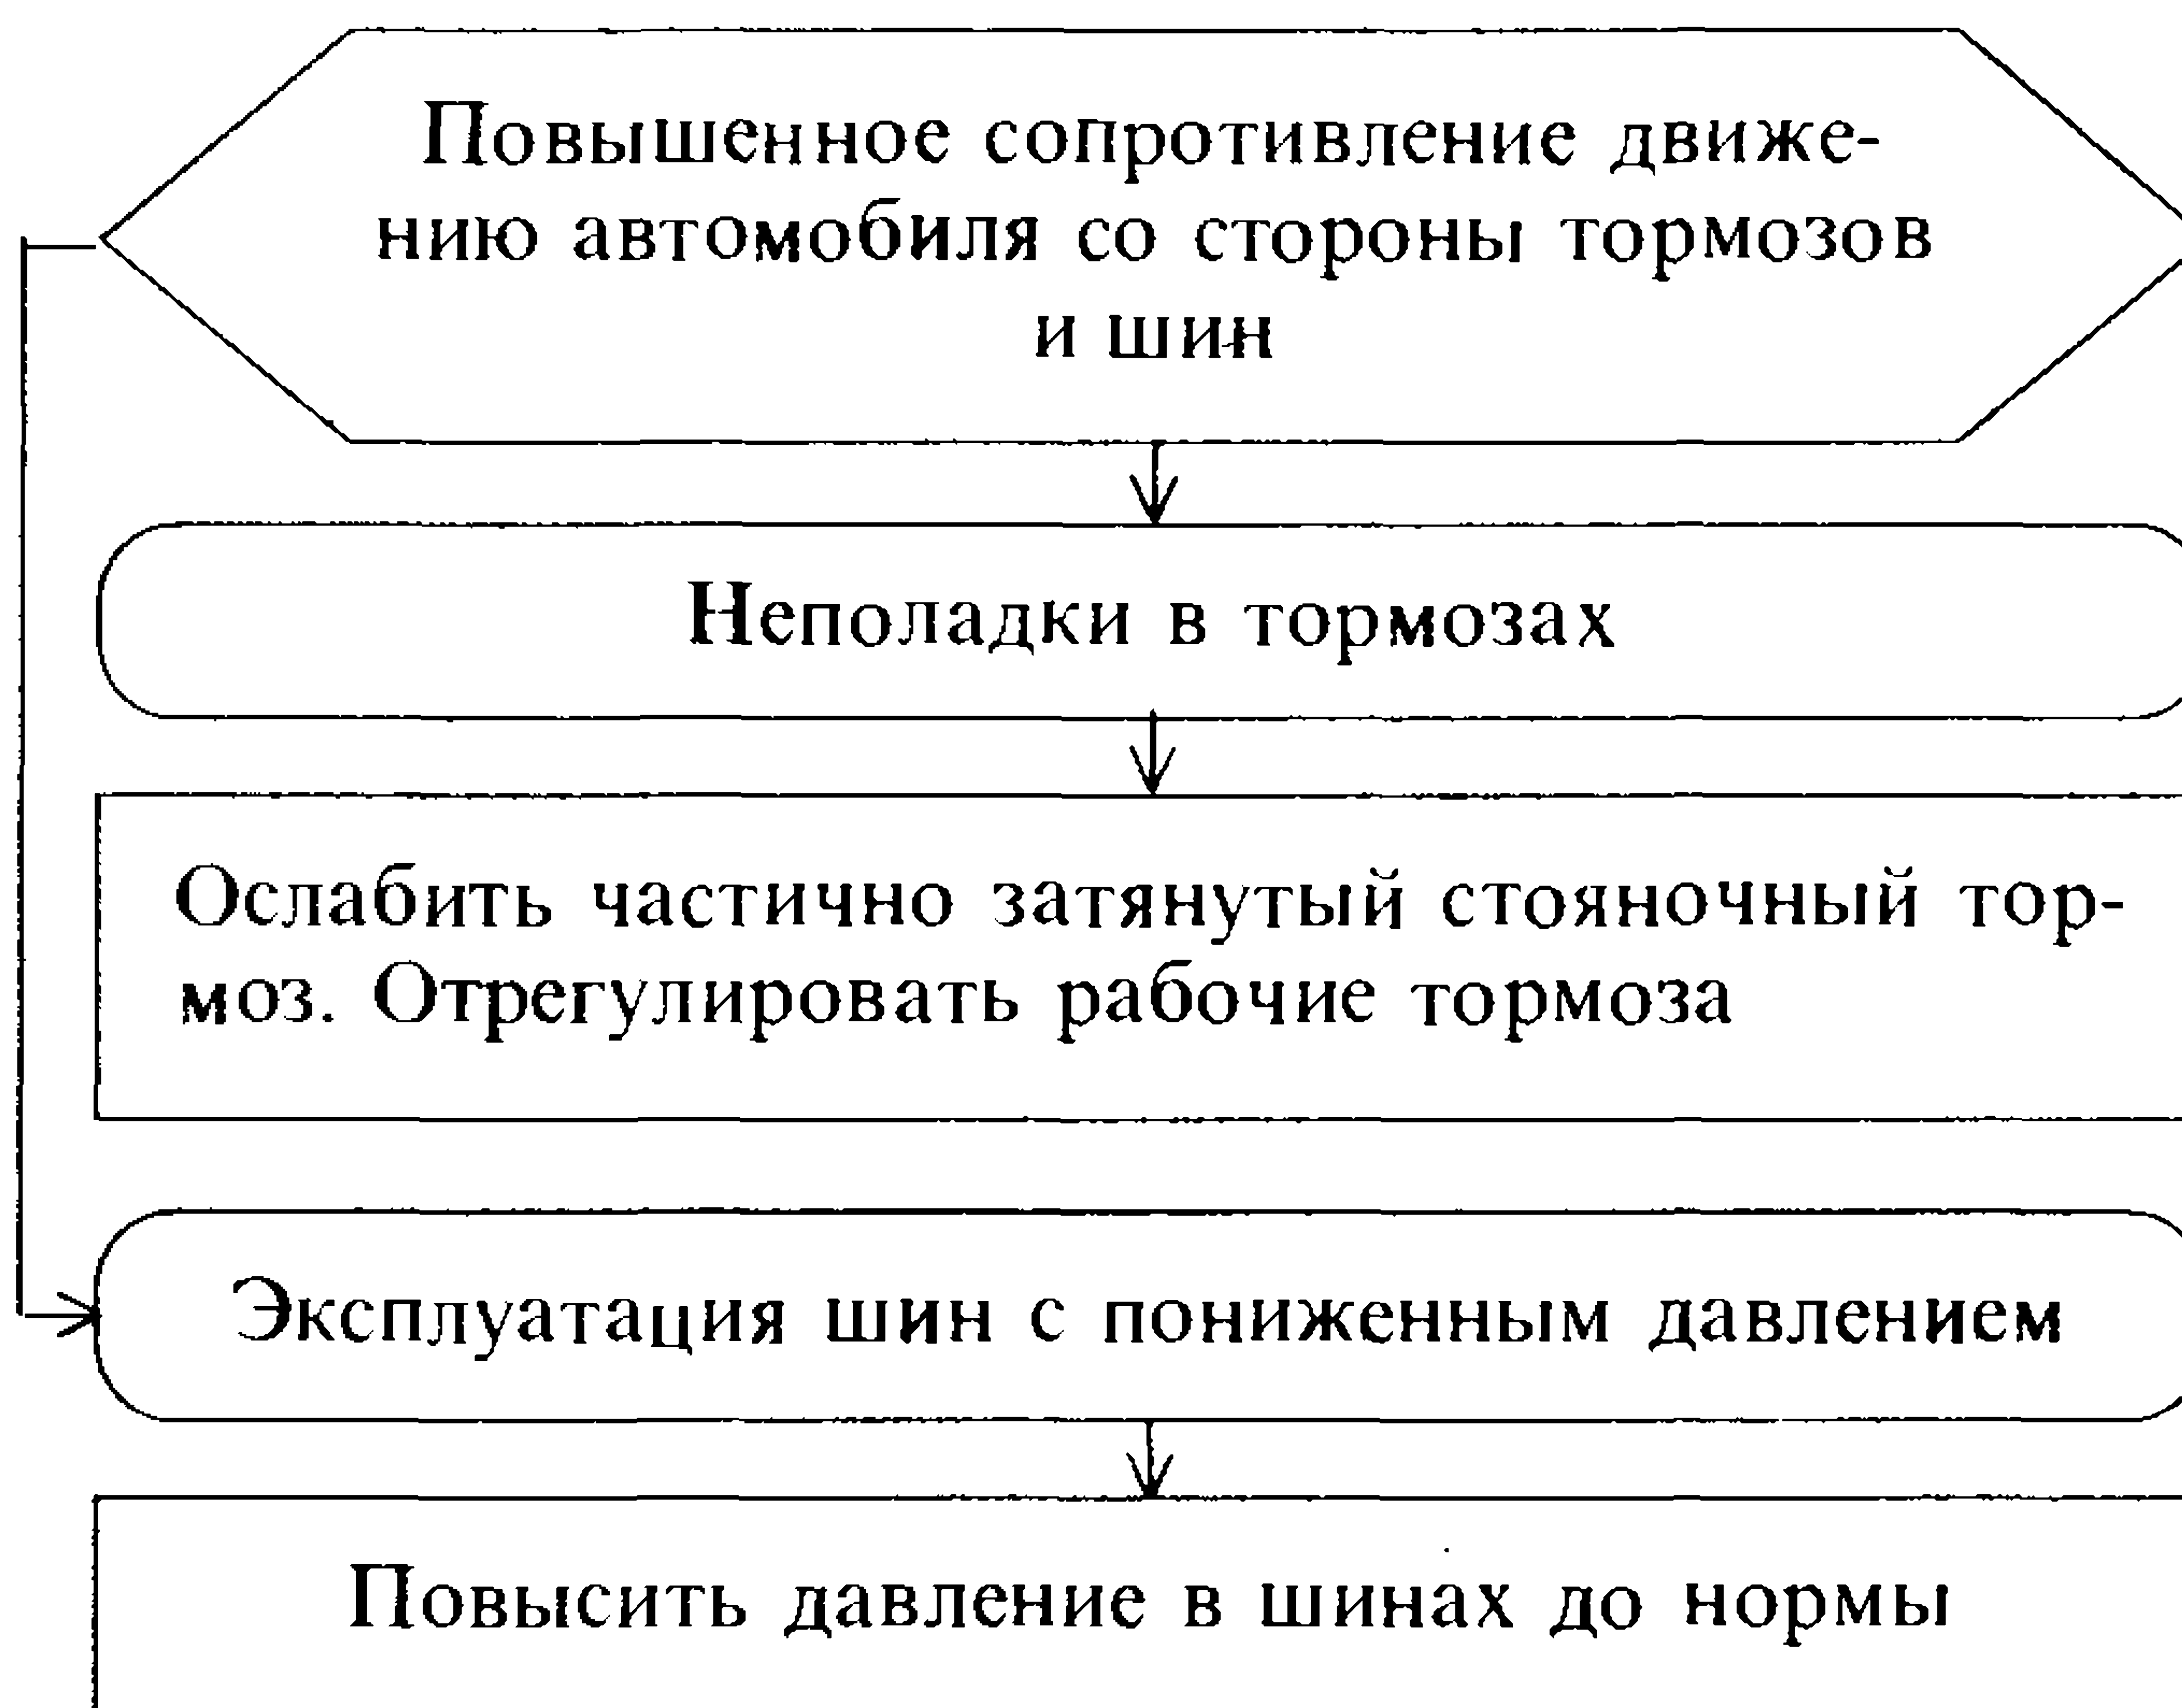 Повышенное сопротивление движе-
нию автомобиля со стороны тормозов
и шин
Неполадки в тормозах
Ослабить частично затянутый стояночный тор-
моз. Отрегулировать рабочие тормоза
Эксплуатация шин с пониженным давлением
Повысить давление в шинах до нормы